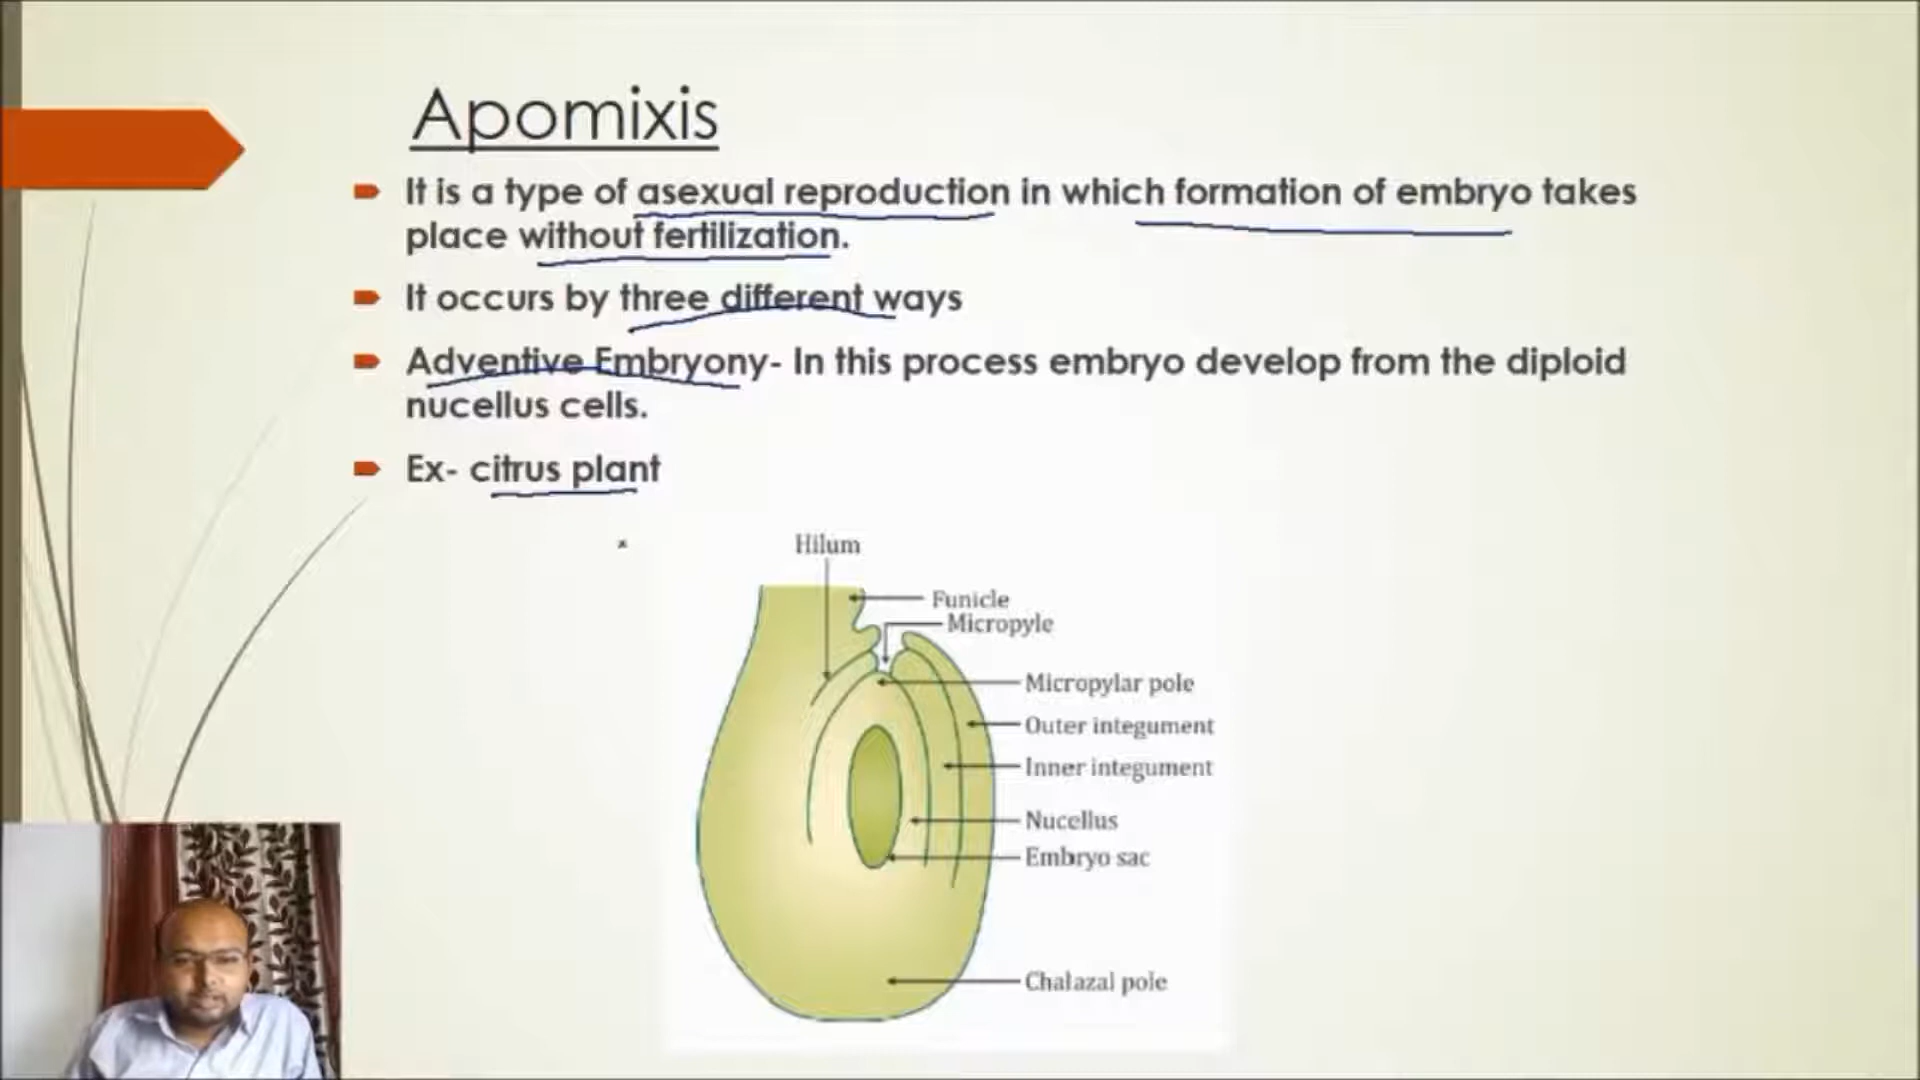 Apomixis
It is a type of asexual reproduction in which formation of embryo takes
place without fertilization.
It occurs by three different ways
Adventive Embryony- In this process embryo develop from the diploid
nucellus cells.
Ex- citrus plant
Hilum
Funicle
Micropyle
Micropylar pole
Outer integument
Inner integument
Nucellus
Embryo sac
Chalazal pole